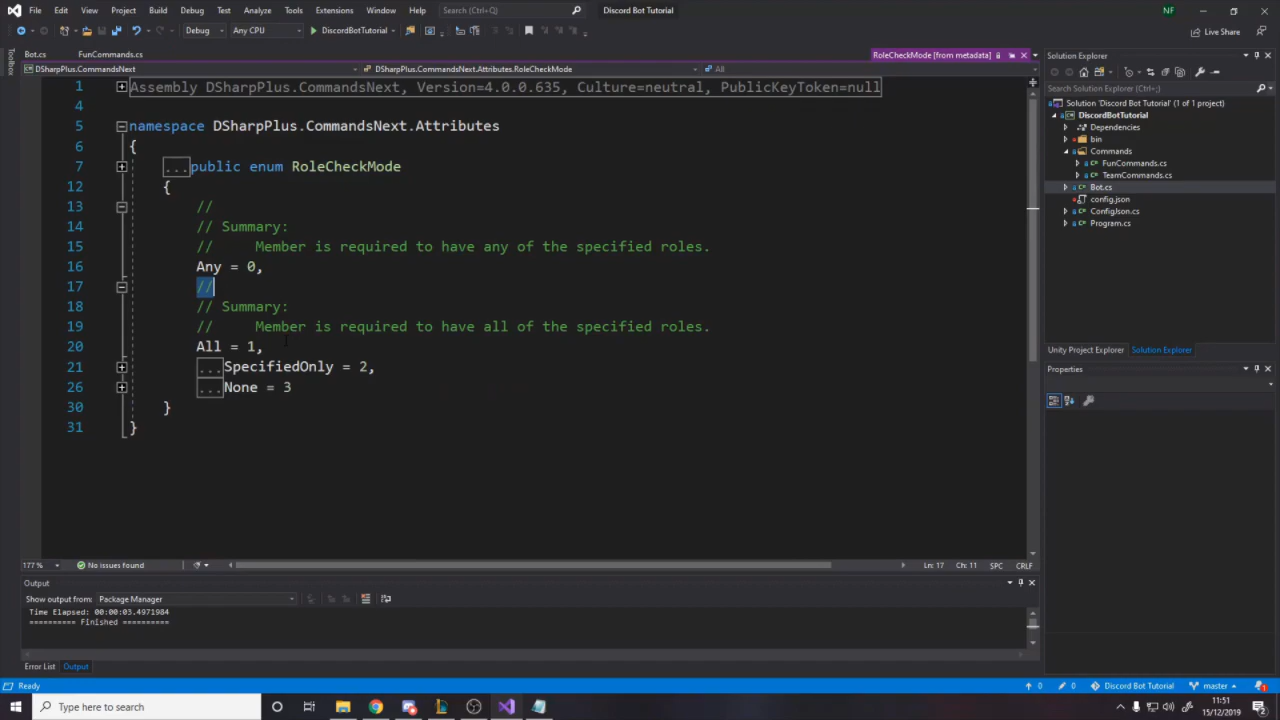 File Edit View Project Build Debug Test Analyze Tools Extensions Window Help Search (Ctrl+Q) Discord Bot Tutorial NF
Debug Any CPU DiscordBotTutorial Live Share
Bot.cs FunCommands.cs RoleCheckMode [from metadata]
DSharpPlus.CommandsNext DSharpPlus.CommandsNext.Attributes.RoleCheckMode All
Toolbox
1 Assembly DSharpPlus.CommandsNext, Version=4.0.0.635, Culture=neutral, PublicKeyToken=null
4
5 namespace DSharpPlus.CommandsNext.Attributes
6 {
7 ...public enum RoleCheckMode
12 {
13 //
14 // Summary:
15 // Member is required to have any of the specified roles.
16 Any = 0,
17 //
18 // Summary:
19 // Member is required to have all of the specified roles.
20 All = 1,
21 ...SpecifiedOnly = 2,
26 ...None = 3
30 }
31 }
177 % No issues found Ln: 17 Ch: 11 SPC CRLF
Output
Show output from: Package Manager
Time Elapsed: 00:00:03.4971984
========== Finished ==========
Error List Output
Solution Explorer
Search Solution Explorer (Ctrl+;)
Solution 'Discord Bot Tutorial' (1 of 1 project)
DiscordBotTutorial
Dependencies
bin
Commands
FunCommands.cs
TeamCommands.cs
Bot.cs
config.json
ConfigJson.cs
Program.cs
Unity Project Explorer Solution Explorer
Properties
Ready 0 0 Discord Bot Tutorial master 1
Type here to search 11:51
15/12/2019 2